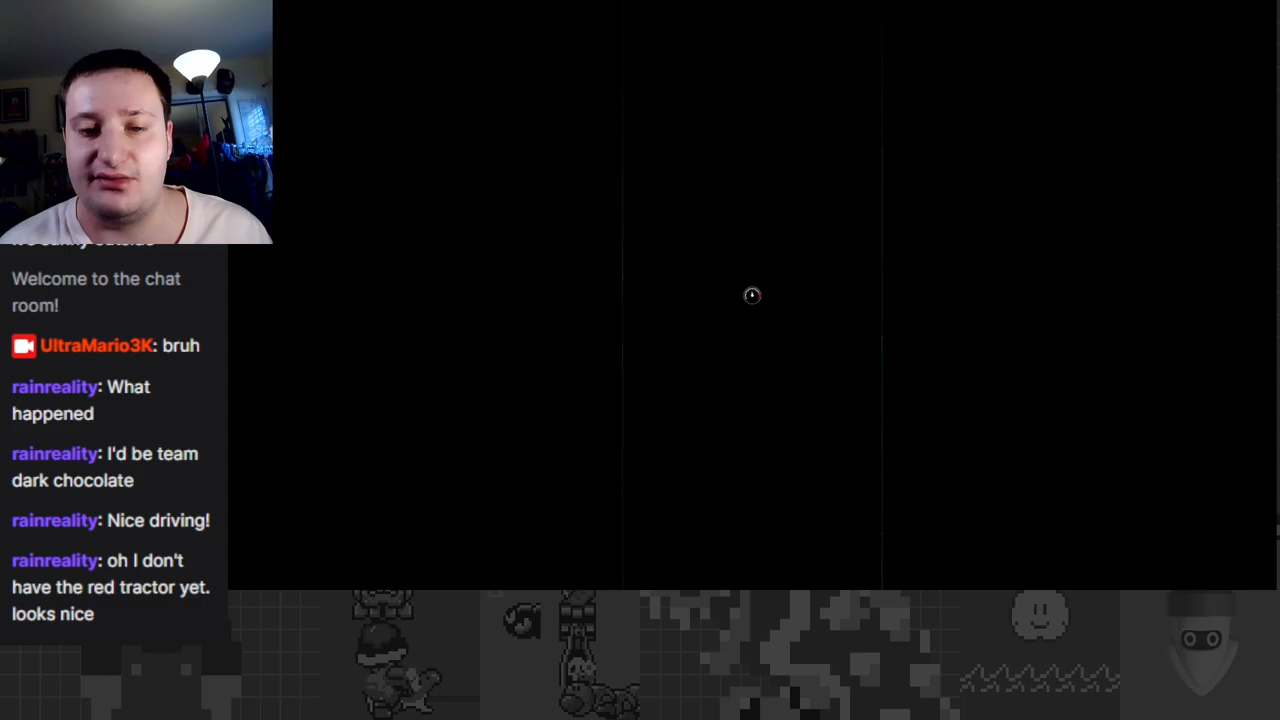 Welcome to the chat
room!
UltraMario3K: bruh
rainreality: What
happened
rainreality: I'd be team
dark chocolate
rainreality: Nice driving!
rainreality: oh I don't
have the red tractor yet.
looks nice